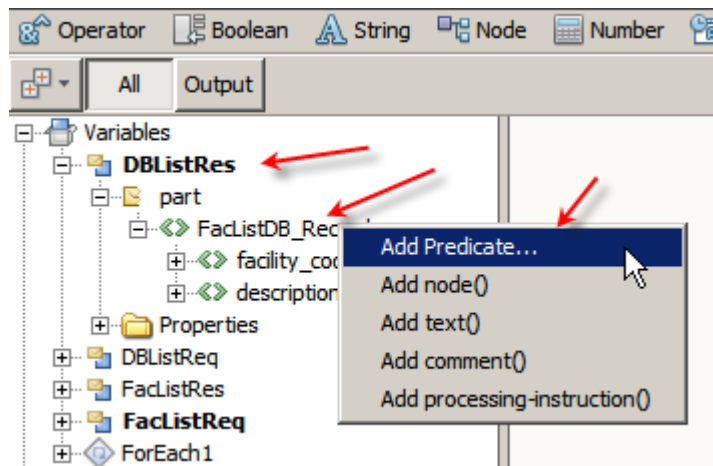 Operator Boolean String Node Number
All Output
Variables
DBListRes
part
FacListDB_Rec
Add Predicate...
facility_co
Add node()
description
Add text()
Properties
Add comment()
DBListReq
FacListRes
Add processing-instruction()
FacListReq
ForEach1